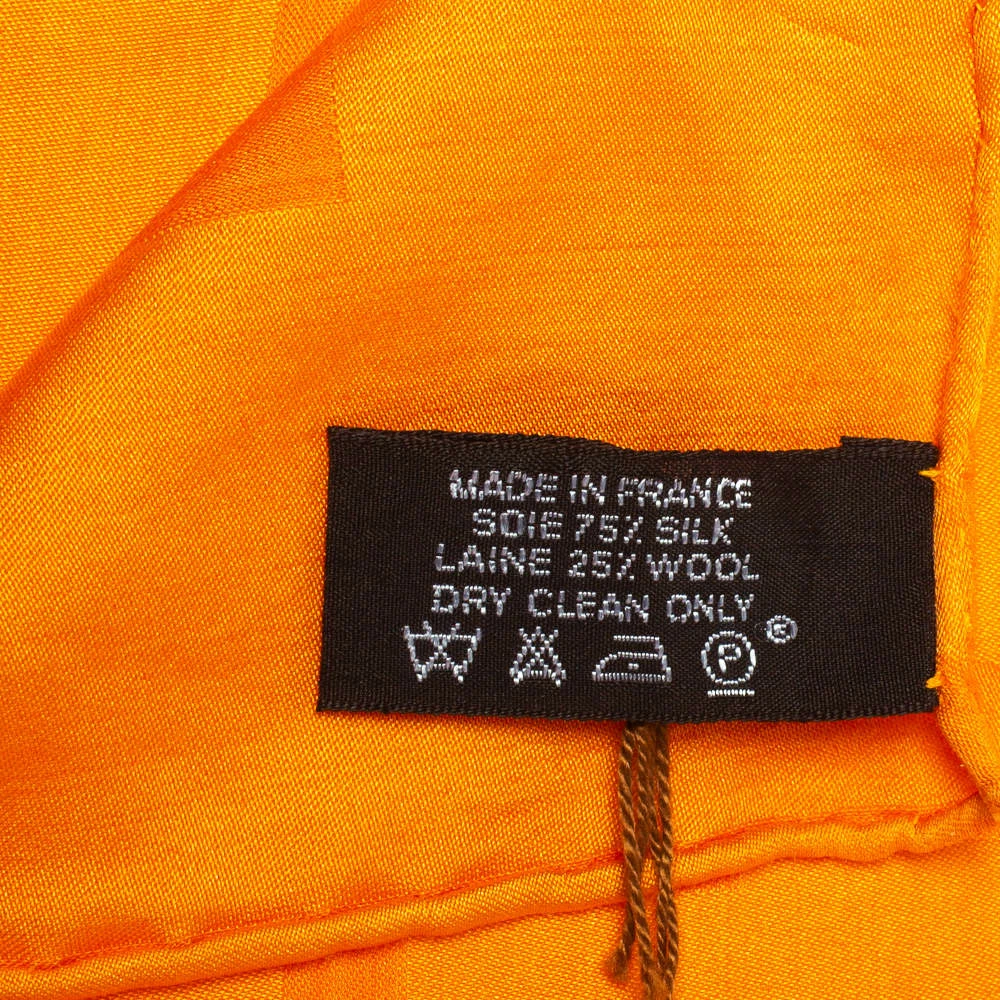 MADE IN FRANCE
SOIE 75% SILK
LAINE 25% WOOL
DRY CLEAN ONLY
P ®